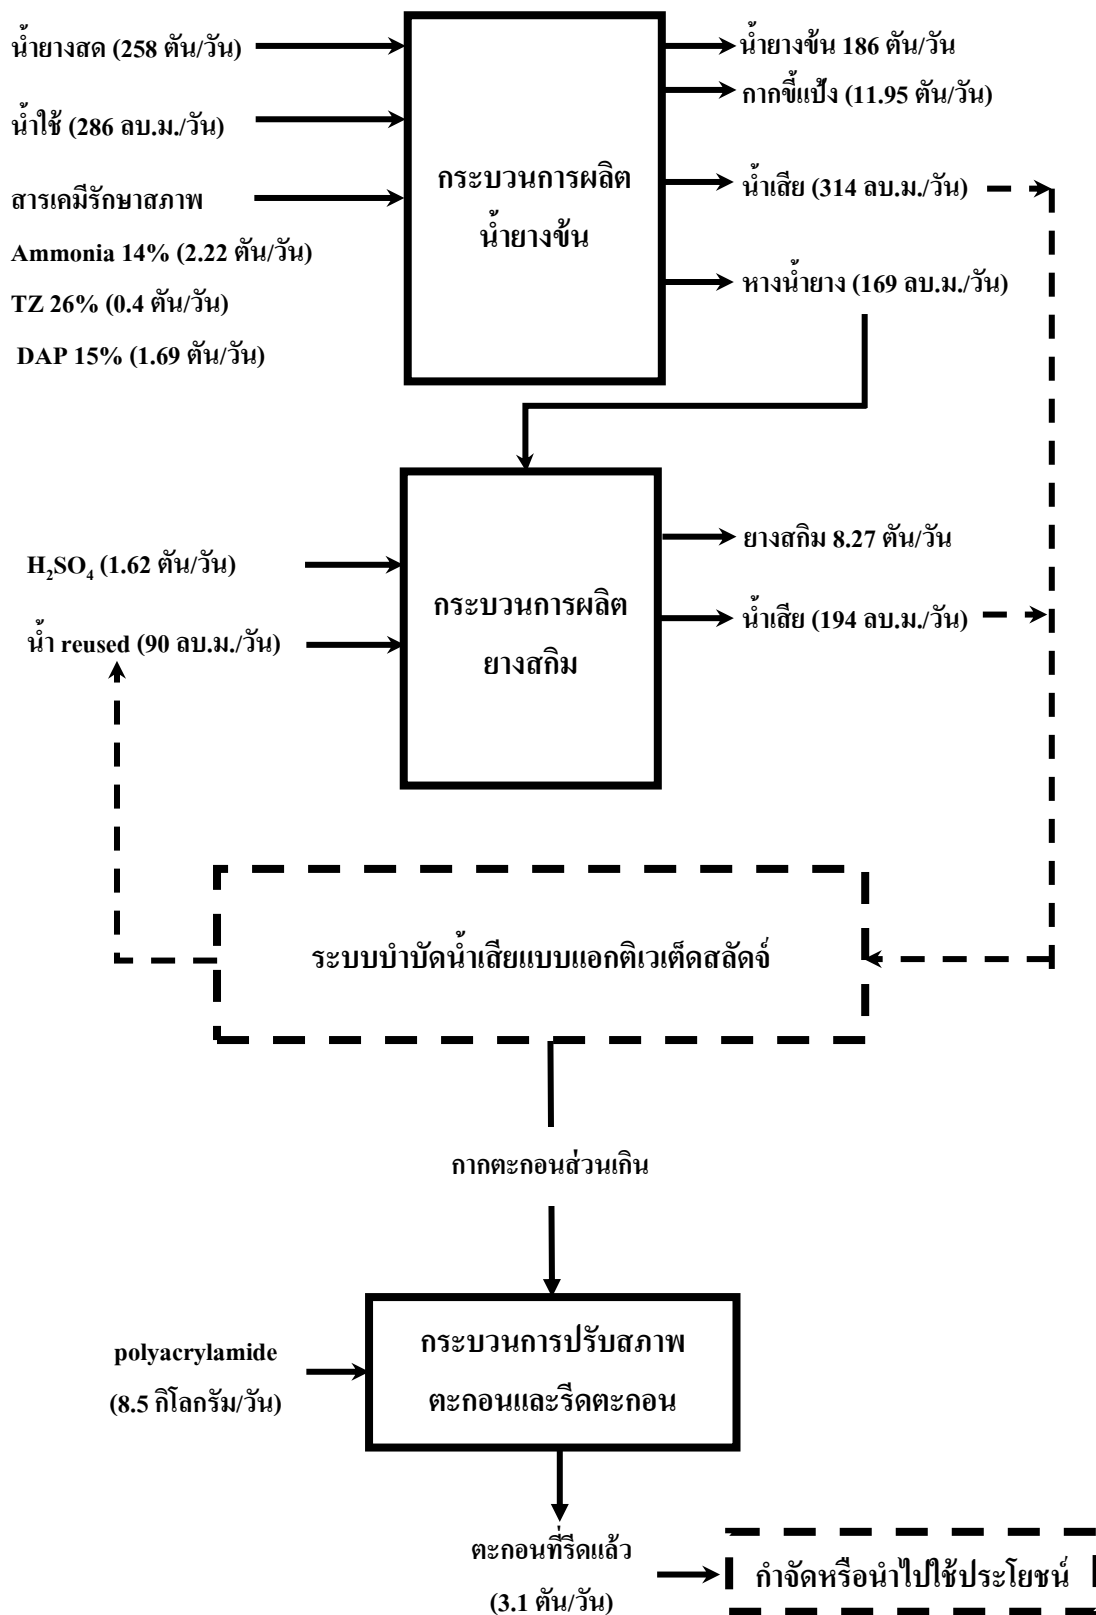 น้ำยางสด (258 ตัน/วัน)
น้ำใช้ (286 ลบ.ม./วัน)
สารเคมีรักษาสภาพ
Ammonia 14% (2.22 ตัน/วัน)
TZ 26% (0.4 ตัน/วัน)
DAP 15% (1.69 ตัน/วัน)
กระบวนการผลิต
น้ำยางข้น
น้ำยางข้น 186 ตัน/วัน
กากขี้แป้ง (11.95 ตัน/วัน)
น้ำเสีย (314 ลบ.ม./วัน)
หางน้ำยาง (169 ลบ.ม./วัน)
H₂SO₄ (1.62 ตัน/วัน)
น้ำ reused (90 ลบ.ม./วัน)
กระบวนการผลิต
ยางสกิม
ยางสกิม 8.27 ตัน/วัน
น้ำเสีย (194 ลบ.ม./วัน)
ระบบบำบัดน้ำเสียแบบแอกติเวเต็ดสลัดจ์
กากตะกอนส่วนเกิน
polyacrylamide
(8.5 กิโลกรัม/วัน)
กระบวนการปรับสภาพ
ตะกอนและรีดตะกอน
ตะกอนที่รีดแล้ว
(3.1 ตัน/วัน)
กำจัดหรือนำไปใช้ประโยชน์